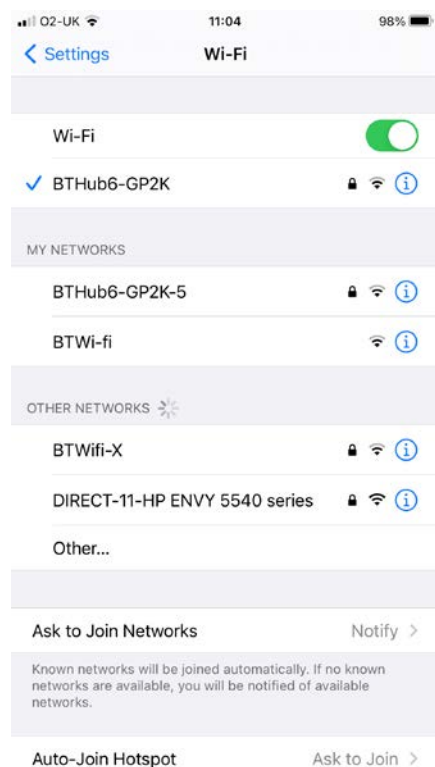 O2-UK 11:04 98%
Settings Wi-Fi
Wi-Fi
BTHub6-GP2K
MY NETWORKS
BTHub6-GP2K-5
BTWi-fi
OTHER NETWORKS
BTWifi-X
DIRECT-11-HP ENVY 5540 series
Other...
Ask to Join Networks Notify
Known networks will be joined automatically. If no known
networks are available, you will be notified of available
networks.
Auto-Join Hotspot Ask to Join